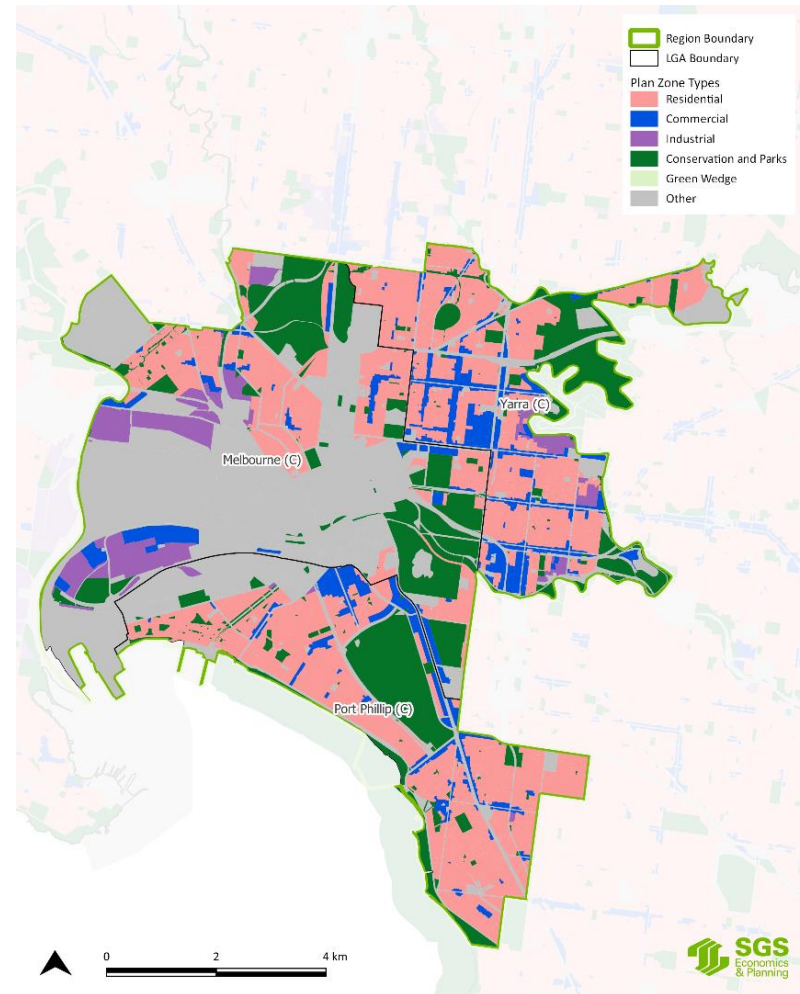 Region Boundary
LGA Boundary
Plan Zone Types
Residential
Commercial
Industrial
Conservation and Parks
Green Wedge
Other
Yarra (C)
Melbourne (C)
Port Phillip (C)
0 2 4 km
SGS
Economics
& Planning